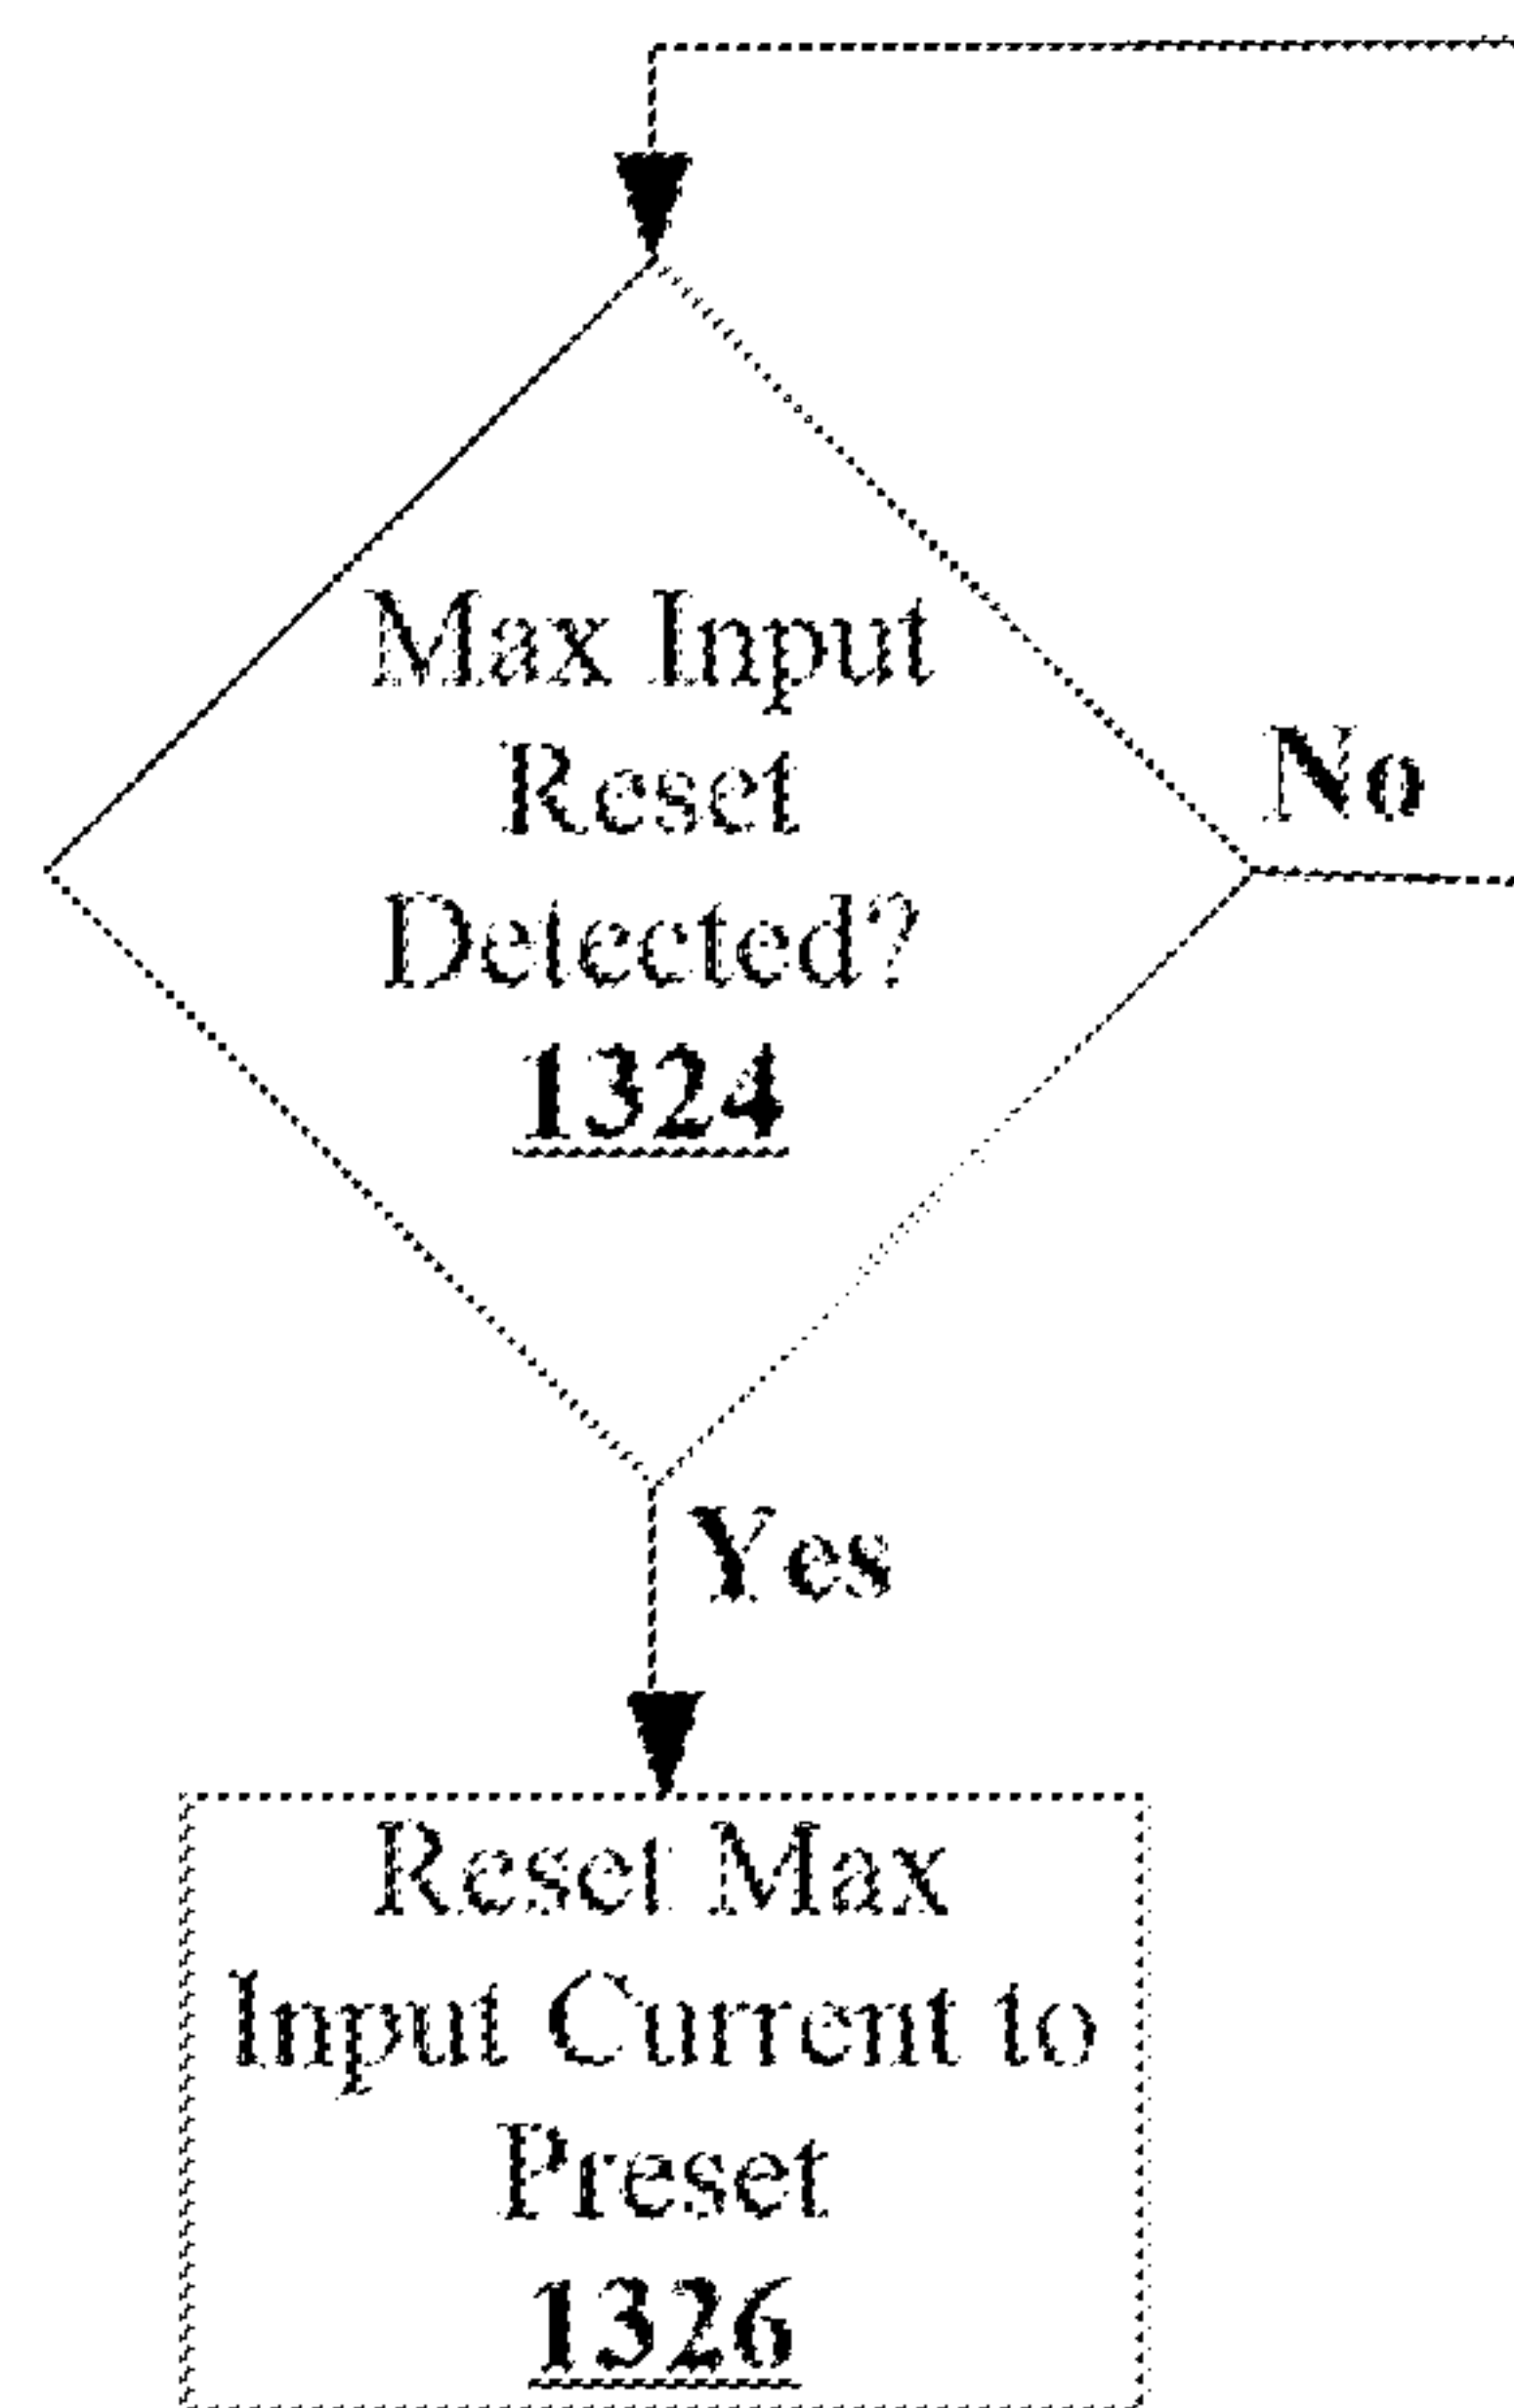 Max Input
Reset
Detected?
1324
No
Yes
Reset Max
Input Current to
Preset
1326